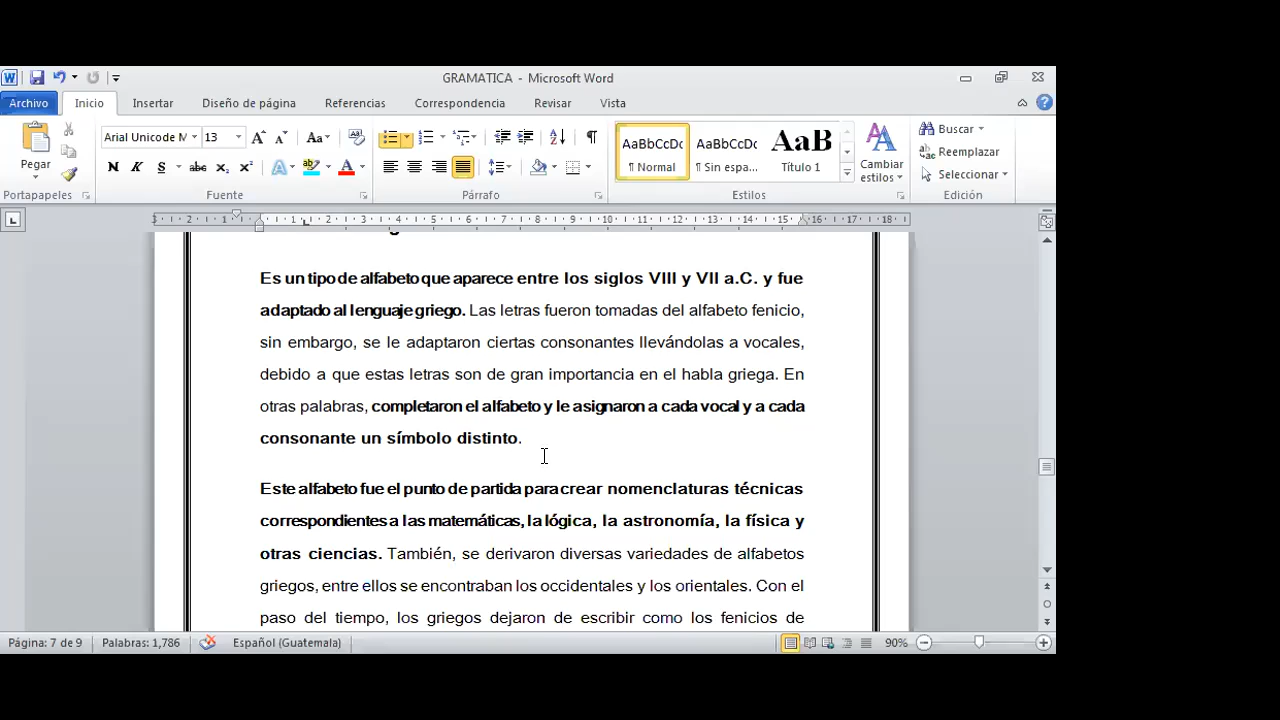 GRAMATICA - Microsoft Word
Archivo Inicio Insertar Diseño de página Referencias Correspondencia Revisar Vista
Pegar
Arial Unicode M 13
AaBbCcDc AaBbCcDc AaB
¶ Normal ¶ Sin espa... Título 1
Cambiar estilos
Buscar
Reemplazar
Seleccionar
Portapapeles Fuente Párrafo Estilos Edición
Es un tipo de alfabeto que aparece entre los siglos VIII y VII a.C. y fue
adaptado al lenguaje griego. Las letras fueron tomadas del alfabeto fenicio,
sin embargo, se le adaptaron ciertas consonantes llevándolas a vocales,
debido a que estas letras son de gran importancia en el habla griega. En
otras palabras, completaron el alfabeto y le asignaron a cada vocal y a cada
consonante un símbolo distinto.
Este alfabeto fue el punto de partida para crear nomenclaturas técnicas
correspondientes a las matemáticas, la lógica, la astronomía, la física y
otras ciencias. También, se derivaron diversas variedades de alfabetos
griegos, entre ellos se encontraban los occidentales y los orientales. Con el
paso del tiempo, los griegos dejaron de escribir como los fenicios de
Página: 7 de 9 Palabras: 1,786 Español (Guatemala) 90%